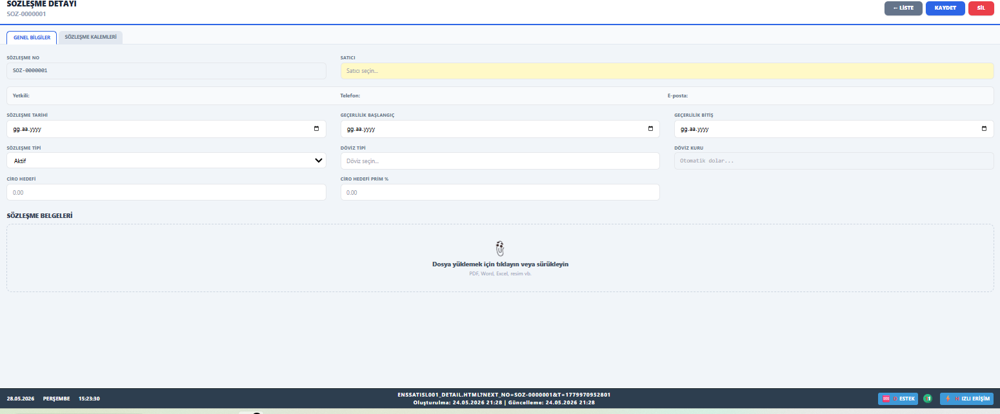 SÖZLEŞME DETAYI
SOZ-0000001
← LİSTE KAYDET SİL
GENEL BİLGİLER SÖZLEŞME KALEMLERİ
SÖZLEŞME NO SATICI
SOZ-0000001 Satıcı seçin...
Yetkili: Telefon: E-posta:
SÖZLEŞME TARİHİ GEÇERLİLİK BAŞLANGIÇ GEÇERLİLİK BİTİŞ
gg.aa.yyyy gg.aa.yyyy gg.aa.yyyy
SÖZLEŞME TİPİ DÖVİZ TİPİ DÖVİZ KURU
Aktif Döviz seçin... Otomatik dolar...
CİRO HEDEFİ CİRO HEDEFİ PRİM %
0.00 0.00
SÖZLEŞME BELGELERİ
Dosya yüklemek için tıklayın veya sürükleyin
PDF, Word, Excel, resim vb.
28.05.2026 PERŞEMBE 15:23:30
ENSSATISL001_DETAIL.HTML?NEXT_NO=SOZ-0000001&T=1779970952801
Oluşturulma: 24.05.2026 21:28 | Güncelleme: 24.05.2026 21:28
SOS DESTEK HIZLI ERİŞİM